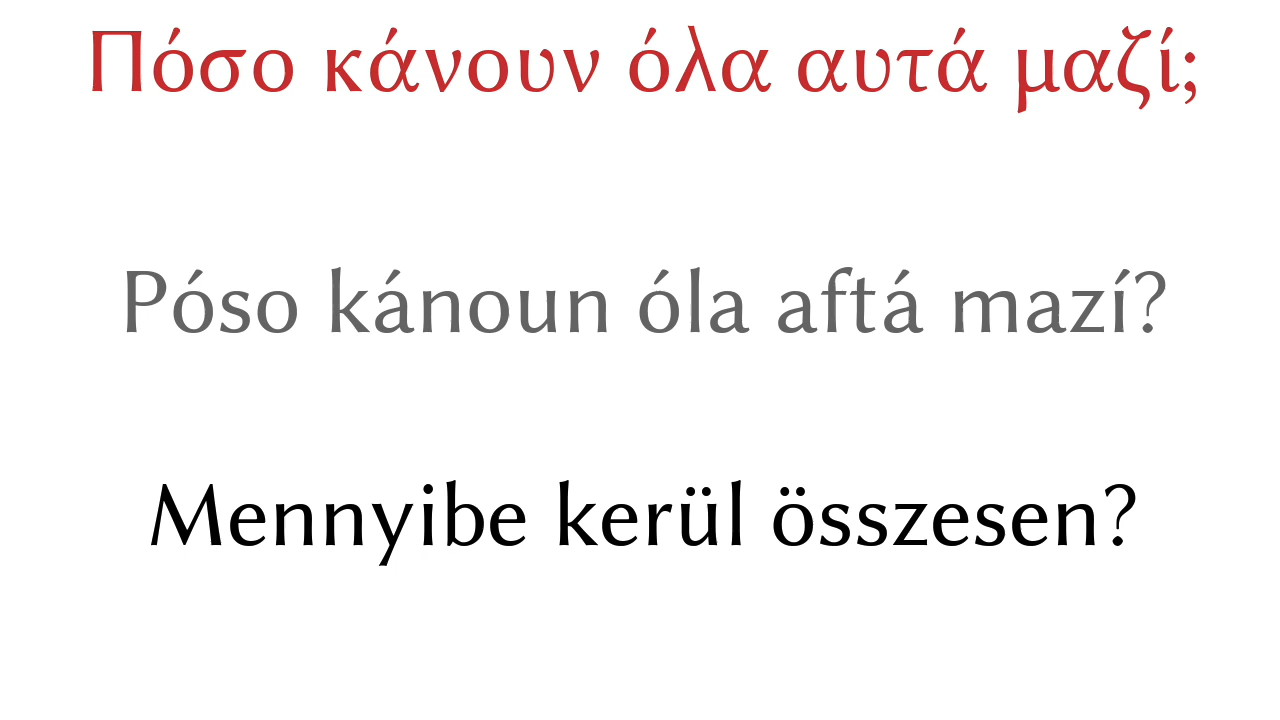 Πόσο κάνουν όλα αυτά μαζί;
Póso kánoun óla aftá mazí?
Mennyibe kerül összesen?